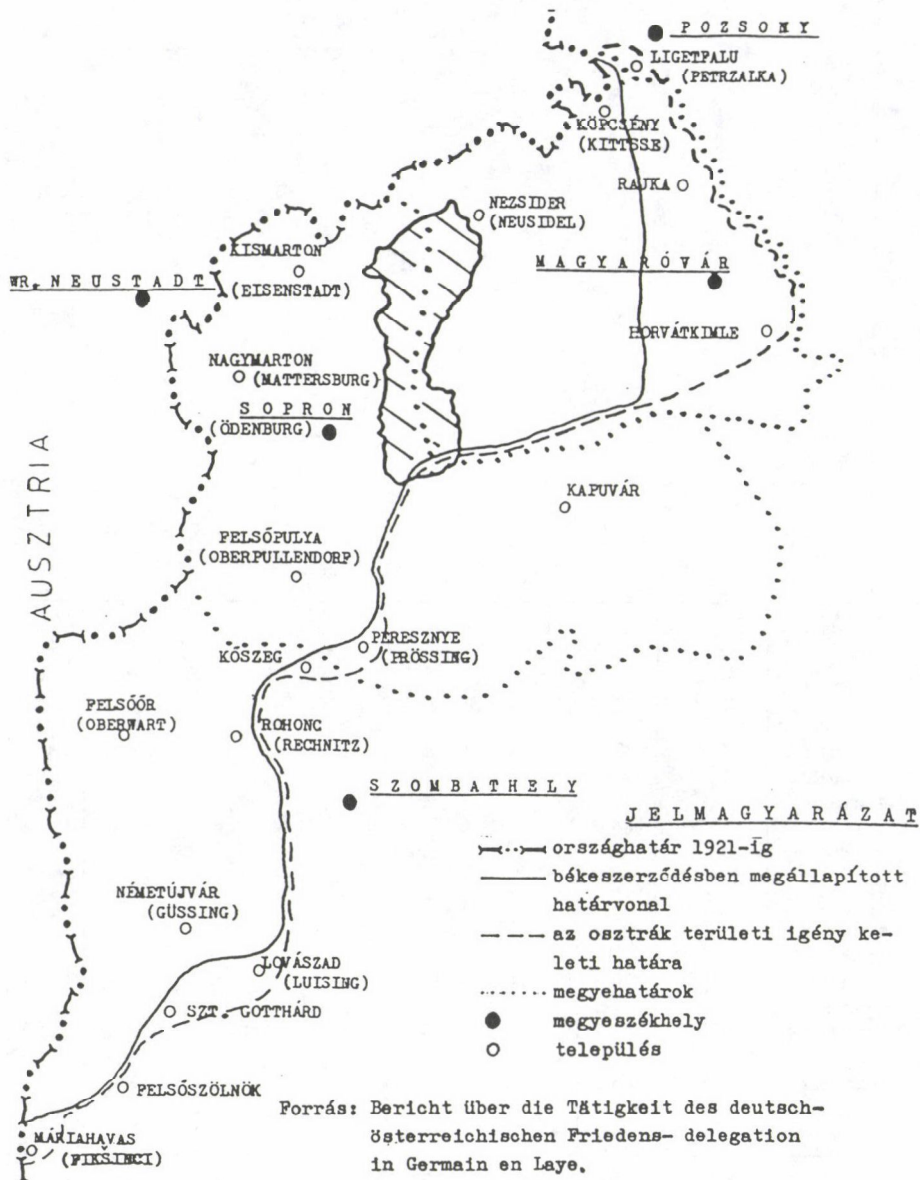 POZSONY
LIGETFALU
(PETRZALKA)
KÖPCSÉNY
(KITTSSE)
RAJKA
NEZSIDER
(NEUSIDEL)
KISMARTON
(EISENSTADT)
WR. NEUSTADT
MAGYARÓVÁR
HORVÁTKIMLE
NAGYMARTON
(MATTERSBURG)
SOPRON
(ÖDENBURG)
AUSZTRIA
KAPUVÁR
FELSŐPULYA
(OBERPULLENDORF)
PERESZNYE
(PRÖSSING)
KŐSZEG
FELSŐŐR
(OBERWART)
ROHONC
(RECHNITZ)
SZOMBATHELY
JELMAGYARÁZAT
országhatár 1921-ig
békeszerződésben megállapított
határvonal
az osztrák területi igény ke-
leti határa
megyehatárok
megyeszékhely
település
NÉMETÚJVÁR
(GÜSSING)
LOVÁSZAD
(LUISING)
SZT. GOTTHÁRD
FELSŐSZÖLNÖK
MÁRIAHAVAS
(FIKSINCI)
Forrás: Bericht über die Tätigkeit des deutsch-
österreichischen Friedens- delegation
in Germain en Laye.